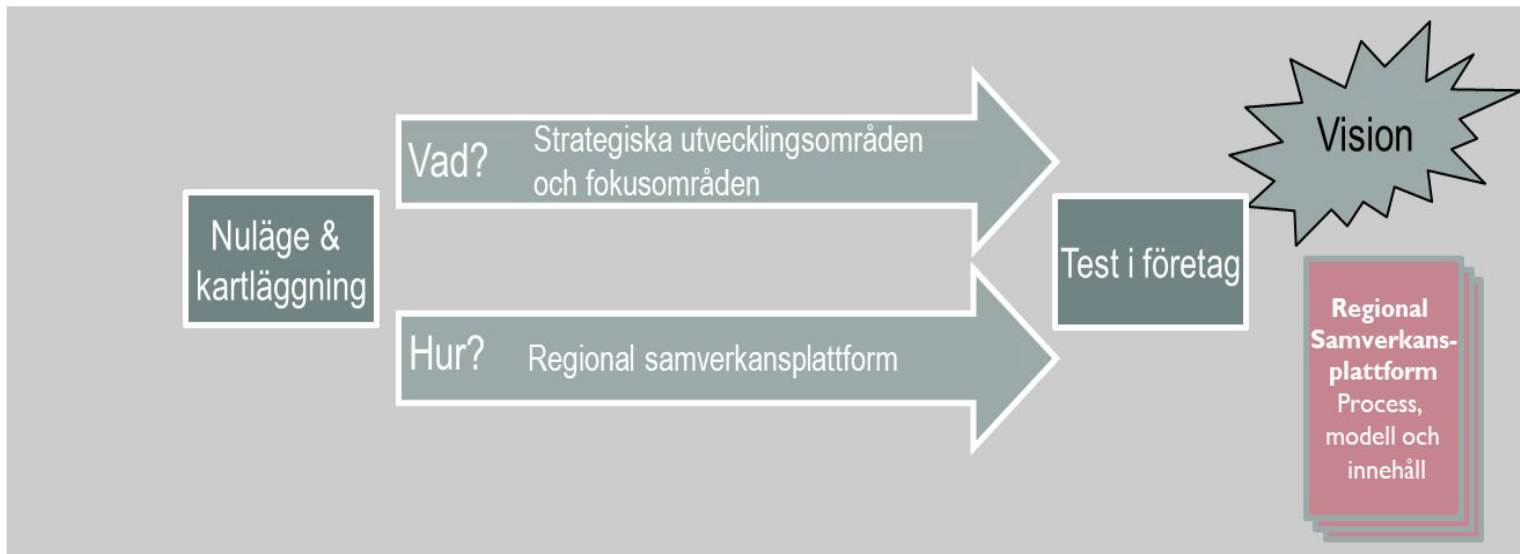 Nuläge &
kartläggning
Vad?
Strategiska utvecklingsområden
och fokusområden
Hur?
Regional samverkansplattform
Test i företag
Vision
Regional
Samverkans-
plattform
Process,
modell och
innehåll